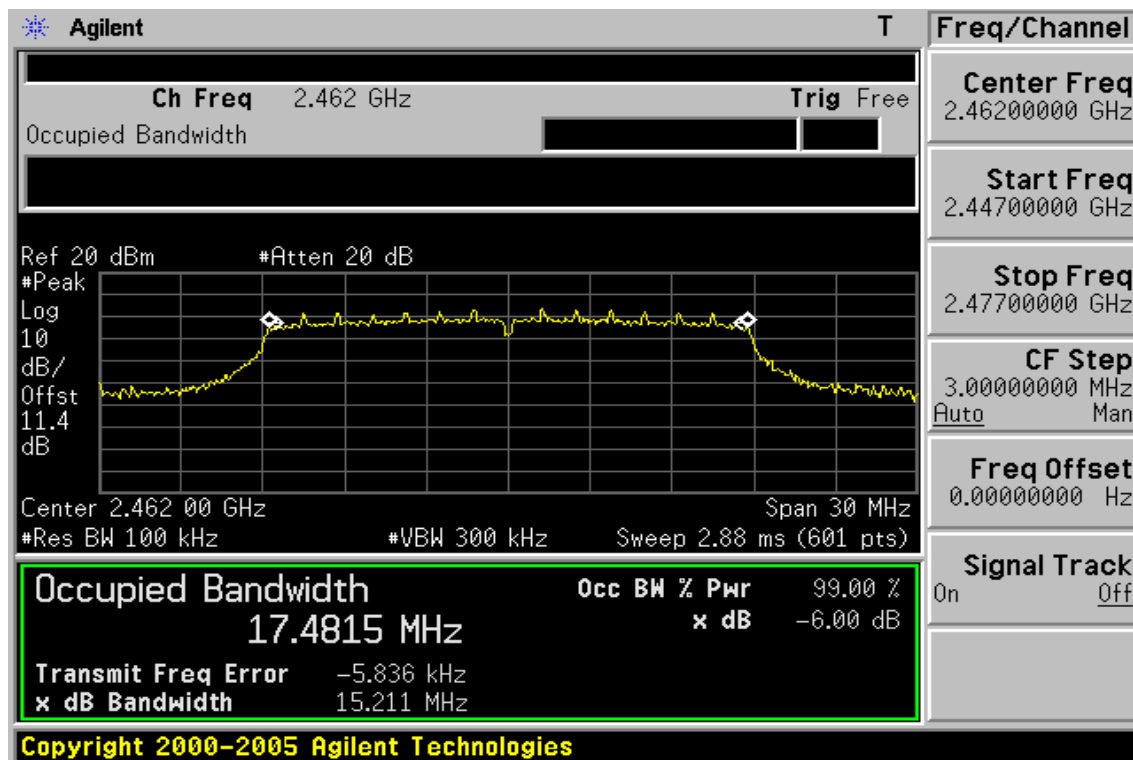 Agilent T
Ch Freq 2.462 GHz Trig Free
Occupied Bandwidth
Ref 20 dBm #Atten 20 dB
#Peak
Log
10
dB/
Offst
11.4
dB
Center 2.462 00 GHz Span 30 MHz
#Res BW 100 kHz #VBW 300 kHz Sweep 2.88 ms (601 pts)
Occupied Bandwidth Occ BW % Pwr 99.00 %
17.4815 MHz x dB -6.00 dB
Transmit Freq Error -5.836 kHz
x dB Bandwidth 15.211 MHz
Copyright 2000-2005 Agilent Technologies
Freq/Channel
Center Freq
2.46200000 GHz
Start Freq
2.44700000 GHz
Stop Freq
2.47700000 GHz
CF Step
3.00000000 MHz
Auto Man
Freq Offset
0.00000000 Hz
Signal Track
On Off